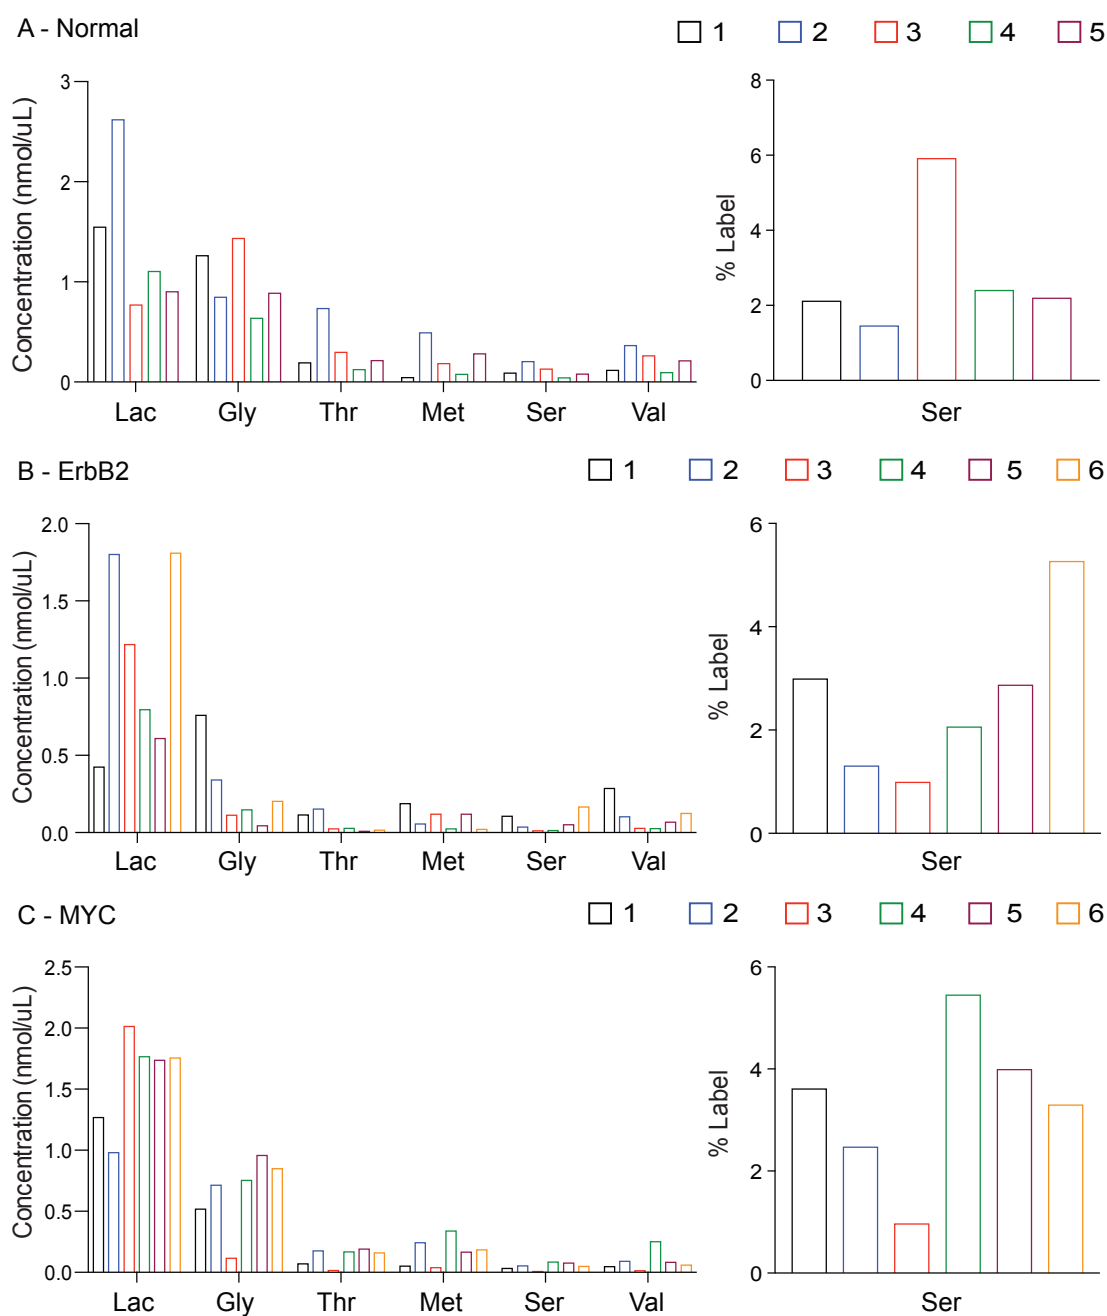 A - Normal
1 2 3 4 5
Concentration (nmol/uL)
3
2
1
0
Lac Gly Thr Met Ser Val
% Label
8
6
4
2
0
Ser
B - ErbB2
1 2 3 4 5 6
Concentration (nmol/uL)
2.0
1.5
1.0
0.5
0.0
Lac Gly Thr Met Ser Val
% Label
6
4
2
0
Ser
C - MYC
1 2 3 4 5 6
Concentration (nmol/uL)
2.5
2.0
1.5
1.0
0.5
0.0
Lac Gly Thr Met Ser Val
% Label
6
4
2
0
Ser